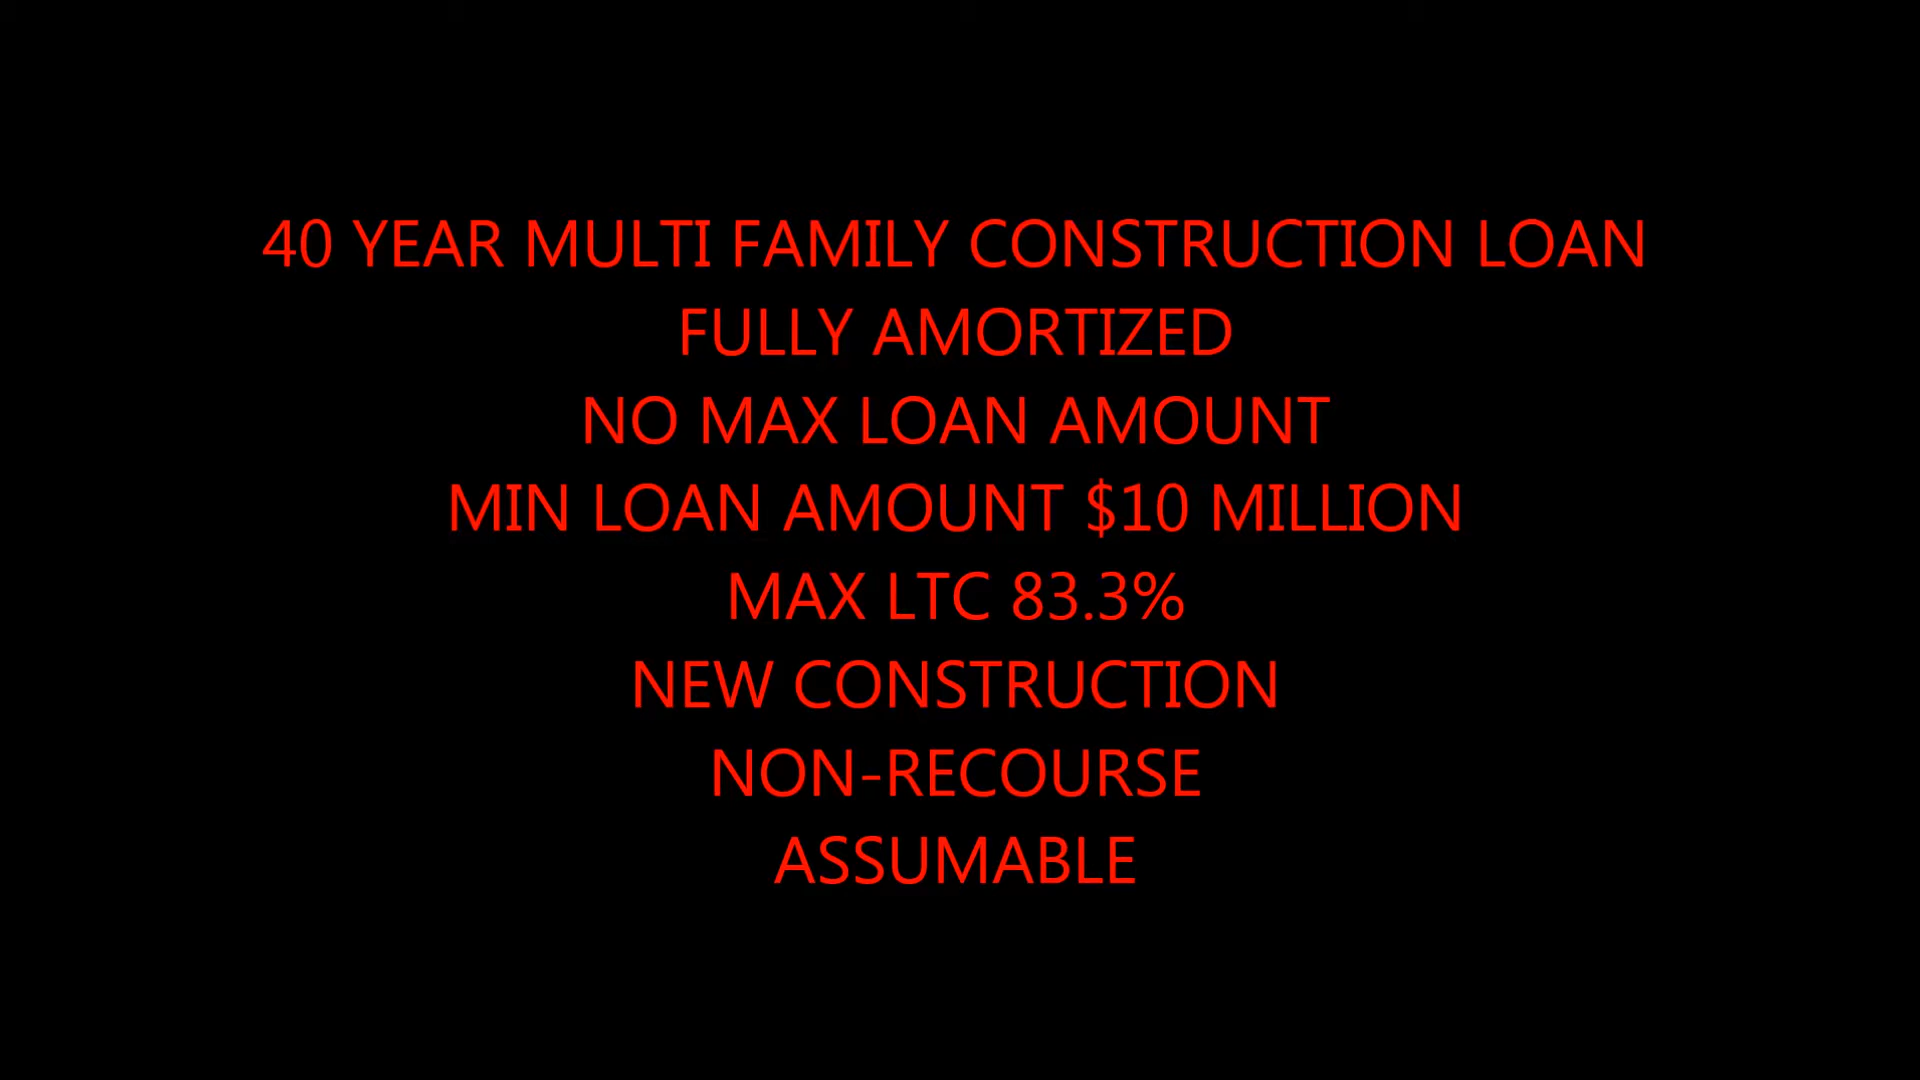 40 YEAR MULTI FAMILY CONSTRUCTION LOAN
FULLY AMORTIZED
NO MAX LOAN AMOUNT
MIN LOAN AMOUNT $10 MILLION
MAX LTC 83.3%
NEW CONSTRUCTION
NON-RECOURSE
ASSUMABLE